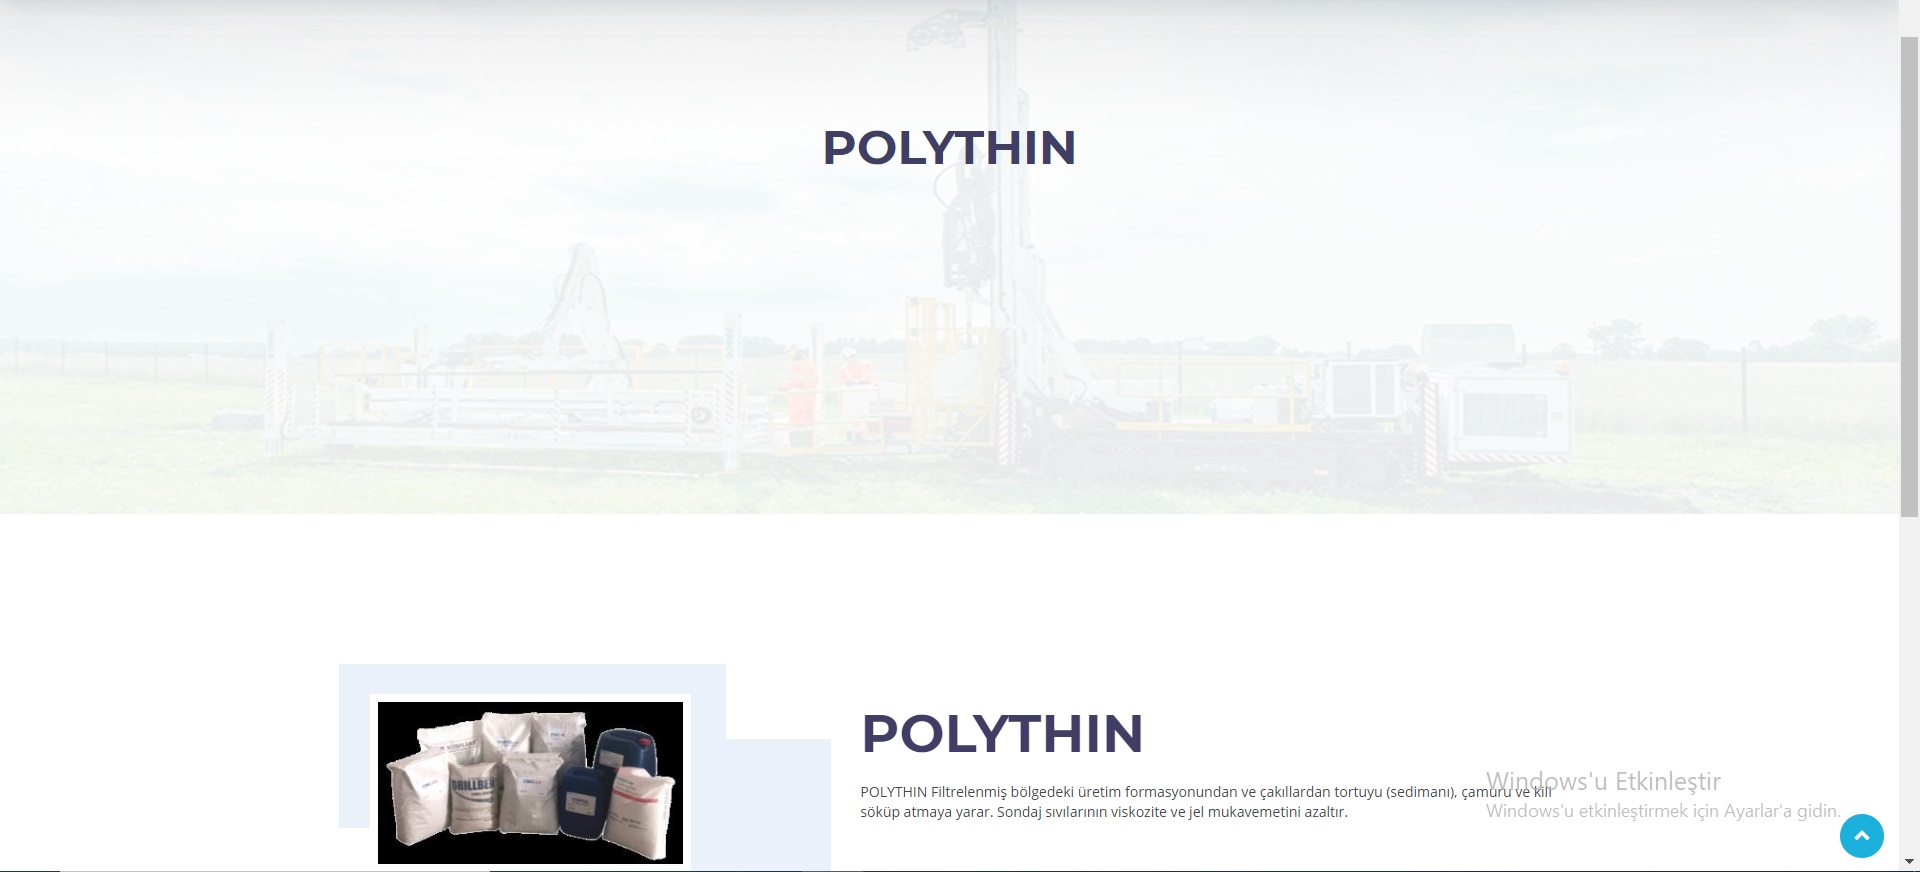 POLYTHIN
POLYTHIN
POLYTHIN Filtrelenmiş bölgedeki üretim formasyonundan ve çakıllardan tortuyu (sedimanı), çamuru ve kili
söküp atmaya yarar. Sondaj sıvılarının viskozite ve jel mukavemetini azaltır.
Windows'u Etkinleştir
Windows'u etkinleştirmek için Ayarlar'a gidin.
DRILLBEN